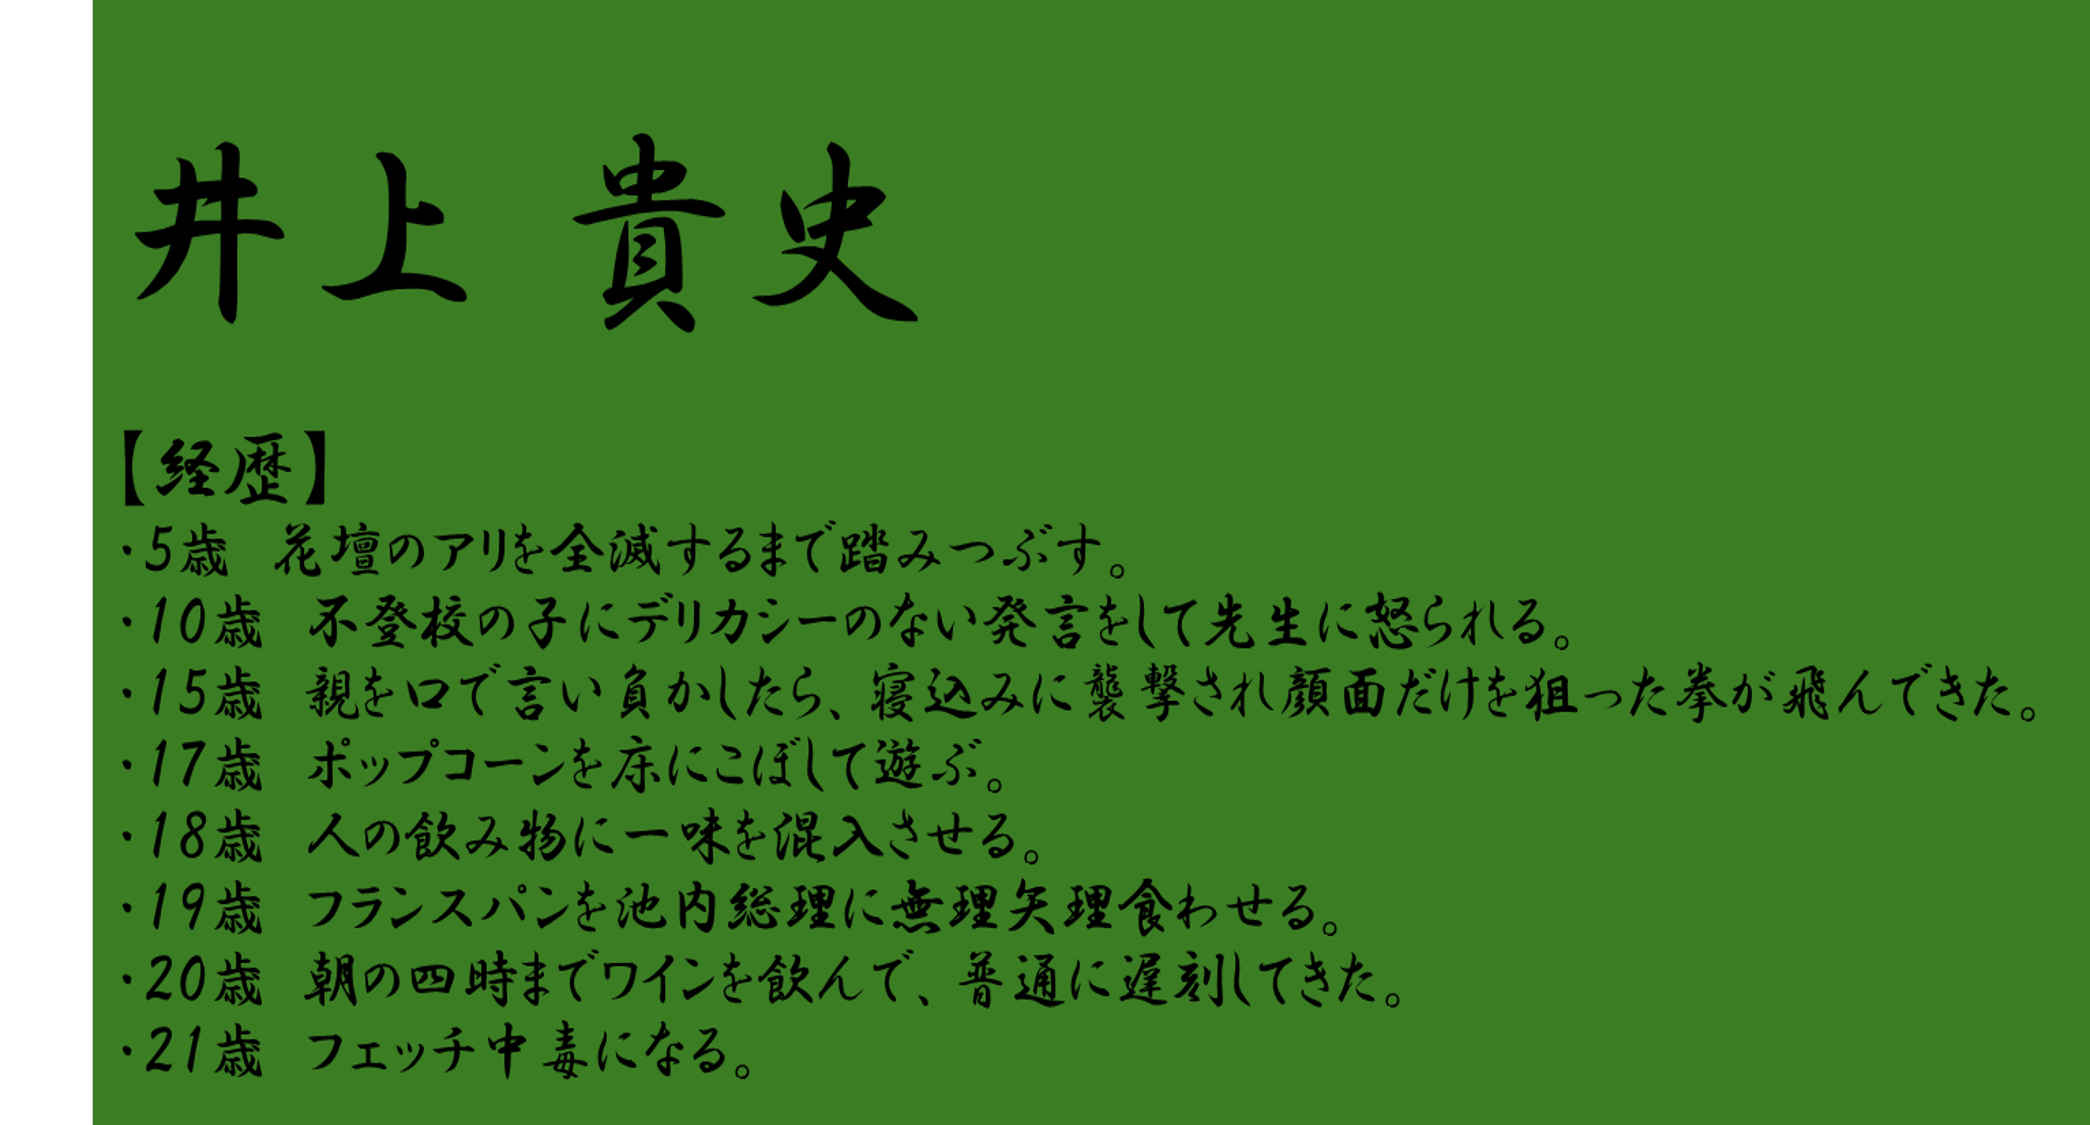 井上 貴史
【経歴】
・5歳 花壇のアリを全滅するまで踏みつぶす。
・10歳 不登校の子にデリカシーのない発言をして先生に怒られる。
・15歳 親を口で言い負かしたら、寝込みに襲撃され顔面だけを狙った拳が飛んできた。
・17歳 ポップコーンを床にこぼして遊ぶ。
・18歳 人の飲み物に一味を混入させる。
・19歳 フランスパンを池内総理に無理矢理食わせる。
・20歳 朝の四時までワインを飲んで、普通に遅刻してきた。
・21歳 フェッチ中毒になる。